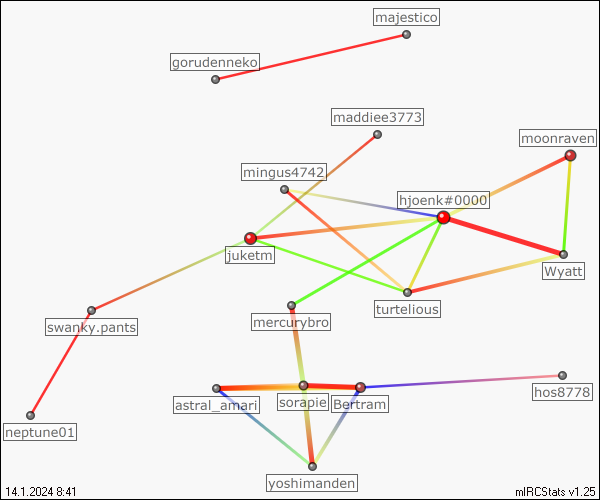 majestico
gorudenneko
maddiee3773
moonraven
mingus4742
hjoenk#0000
juketm
Wyatt
turtelious
mercurybro
swanky.pants
hos8778
astral_amari
sorapie
Bertram
neptune01
yoshimanden
14.1.2024 8:41
mIRCStats v1.25